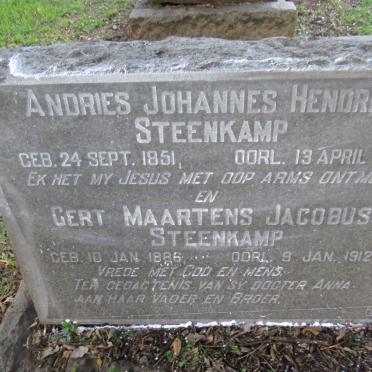 ANDRIES JOHANNES HENDR
STEENKAMP
GEB. 24 SEPT. 1851, OORL. 13 APRIL
EK HET MY JESUS MET OOP ARMS ONTM
EN
GERT MAARTENS JACOBUS
STEENKAMP
GEB. 10 JAN. 1886, OORL. 9 JAN. 1912
VREDE MET GOD EN MENS.
TER GEDAGTENIS VAN SY DOGTER ANNA
AAN HAAR VADER EN BROER.